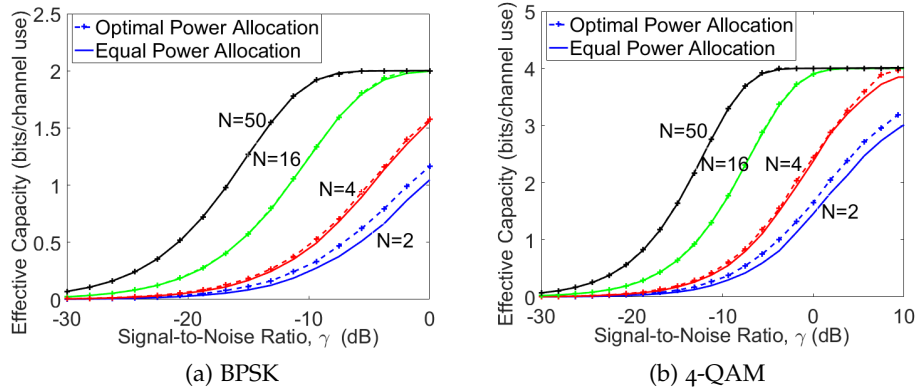 2.5
2
1.5
1
0.5
0
-30
-20
-10
0
Effective Capacity (bits/channel use)
Signal-to-Noise Ratio, γ (dB)
Optimal Power Allocation
Equal Power Allocation
N=50
N=16
N=4
N=2
(a) BPSK
5
4
3
2
1
0
-30
-20
-10
0
10
Effective Capacity (bits/channel use)
Signal-to-Noise Ratio, γ (dB)
Optimal Power Allocation
Equal Power Allocation
N=50
N=16
N=4
N=2
(b) 4-QAM